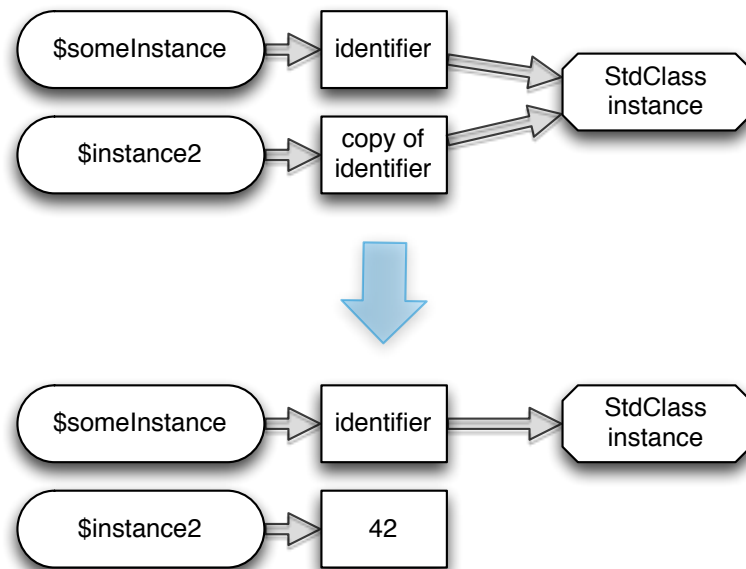 $someInstance
identifier
StdClass
instance
$instance2
copy of
identifier
$someInstance
identifier
StdClass
instance
$instance2
42